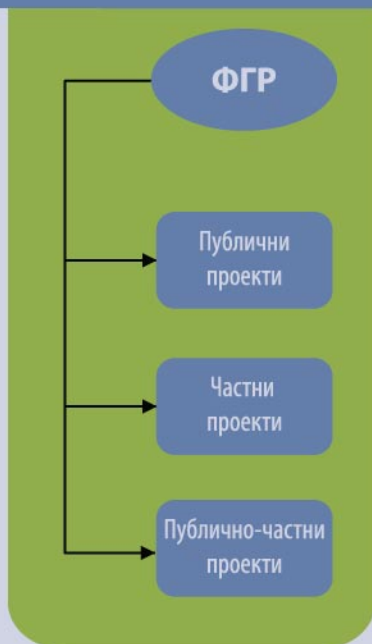 ФГР
Публични
проекти
Частни
проекти
Публично-частни
проекти